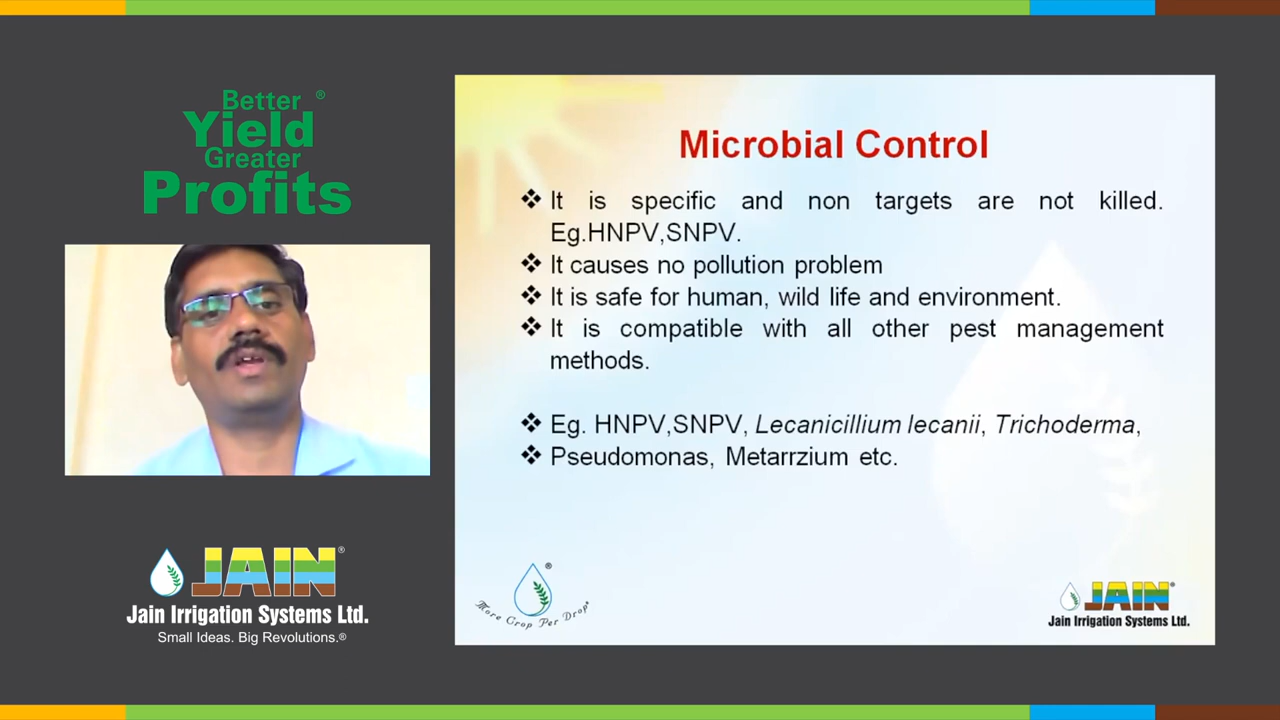 Better ®
Yield
Greater
Profits
JAIN®
Jain Irrigation Systems Ltd.
Small Ideas. Big Revolutions.®
Microbial Control
❖ It is specific and non targets are not killed.
Eg.HNPV,SNPV.
❖ It causes no pollution problem
❖ It is safe for human, wild life and environment.
❖ It is compatible with all other pest management
methods.
❖ Eg. HNPV,SNPV, Lecanicillium lecanii, Trichoderma,
❖ Pseudomonas, Metarrzium etc.
®
More Crop Per Drop®
JAIN®
Jain Irrigation Systems Ltd.